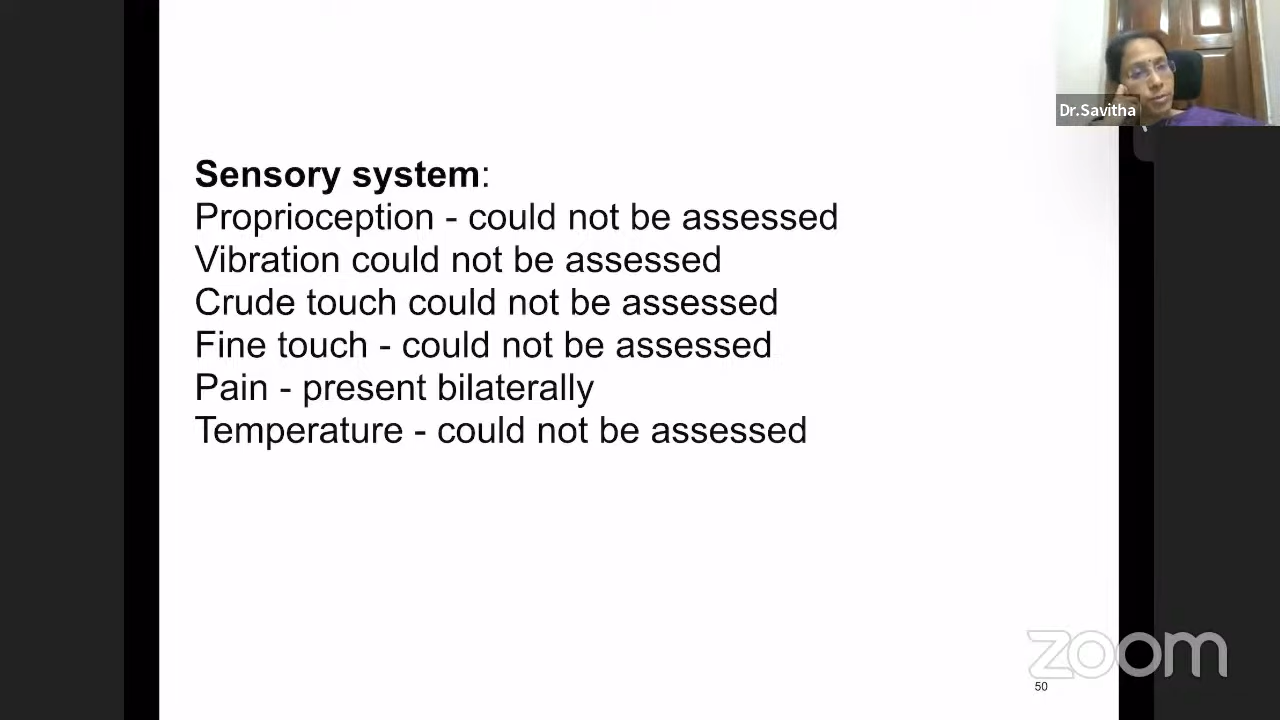 Dr.Savitha
Sensory system:
Proprioception - could not be assessed
Vibration could not be assessed
Crude touch could not be assessed
Fine touch - could not be assessed
Pain - present bilaterally
Temperature - could not be assessed
zoom
50